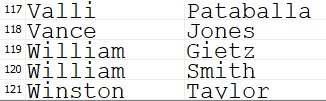 117 Valli Pataballa
118 Vance Jones
119 William Gietz
120 William Smith
121 Winston Taylor